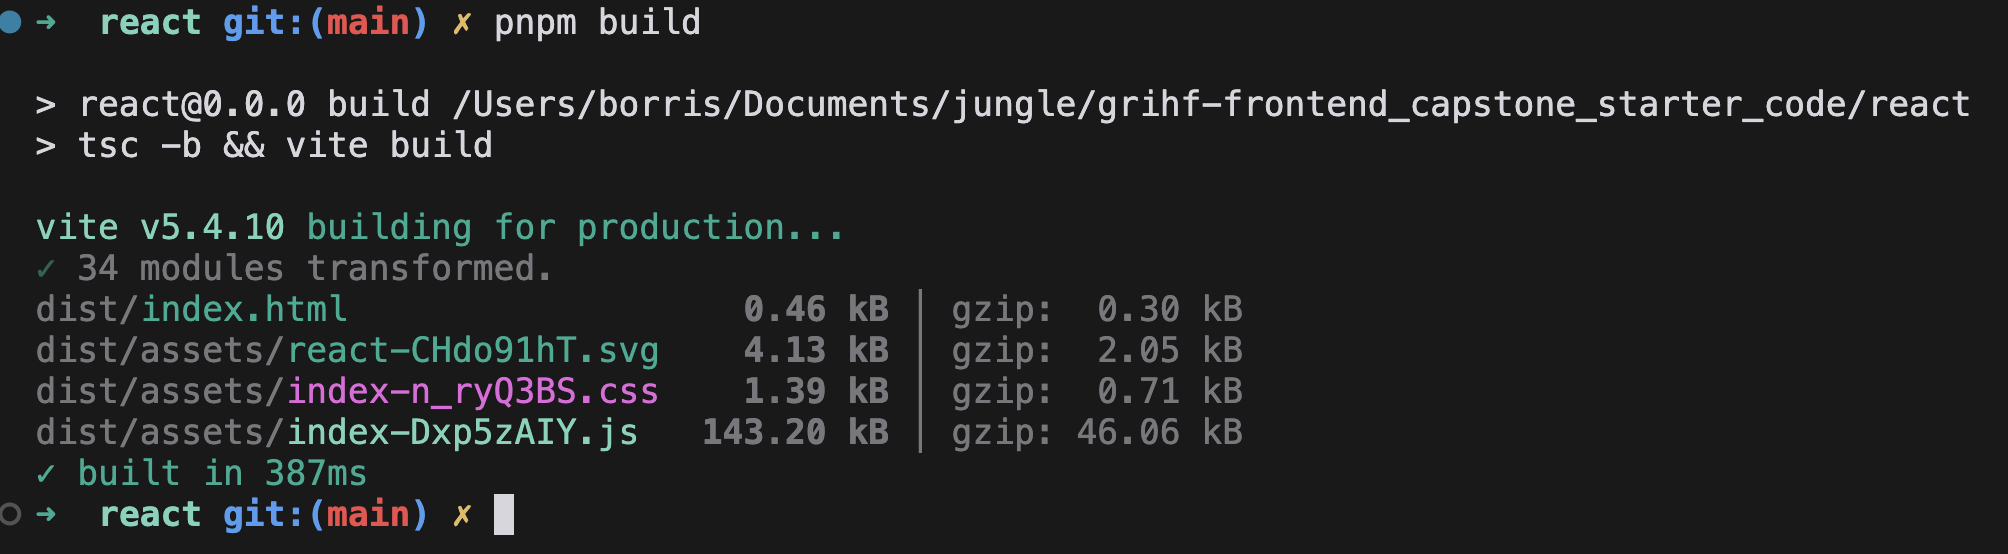 ➜  react git:(main) ✗ pnpm build
> react@0.0.0 build /Users/borris/Documents/jungle/grihf-frontend_capstone_starter_code/react
> tsc -b && vite build
vite v5.4.10 building for production...
✓ 34 modules transformed.
dist/index.html                   0.46 kB │ gzip:  0.30 kB
dist/assets/react-CHdo91hT.svg    4.13 kB │ gzip:  2.05 kB
dist/assets/index-n_ryQ3BS.css    1.39 kB │ gzip:  0.71 kB
dist/assets/index-Dxp5zAIY.js   143.20 kB │ gzip: 46.06 kB
✓ built in 387ms
➜  react git:(main) ✗